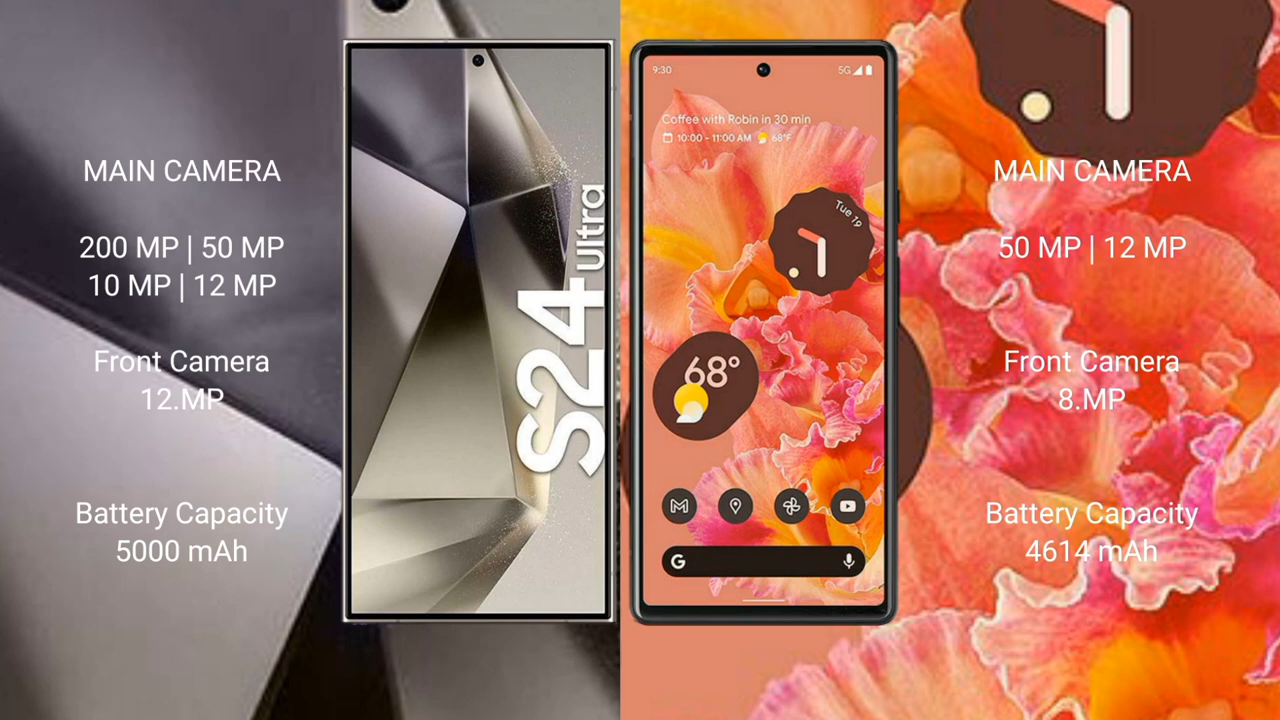 MAIN CAMERA
200 MP | 50 MP
10 MP | 12 MP
Front Camera
12.MP
Battery Capacity
5000 mAh
S24 Ultra
9:30
5G
Coffee with Robin in 30 min
10:00 - 11:00 AM 68°F
Tue 19
68°
G
MAIN CAMERA
50 MP | 12 MP
Front Camera
8.MP
Battery Capacity
4614 mAh